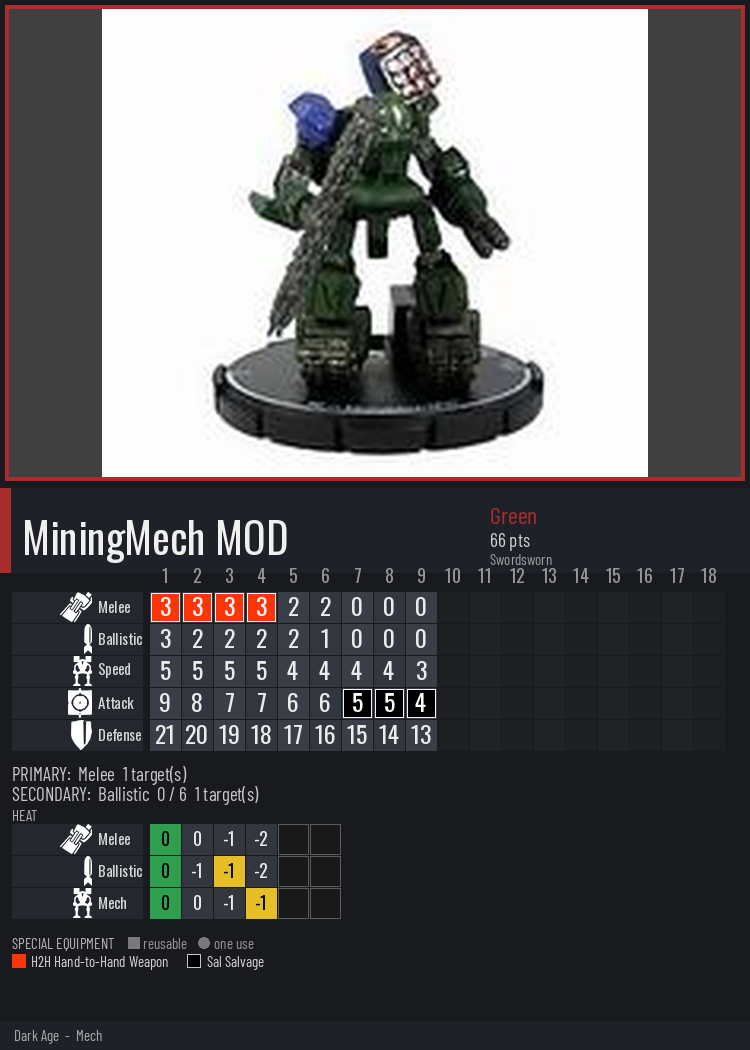 MiningMech MOD
Green
66 pts
Swordsworn
1 2 3 4 5 6 7 8 9 10 11 12 13 14 15 16 17 18
Melee 3 3 3 3 2 2 0 0 0
Ballistic 3 2 2 2 2 1 0 0 0
Speed 5 5 5 5 4 4 4 4 3
Attack 9 8 7 7 6 6 5 5 4
Defense 21 20 19 18 17 16 15 14 13
PRIMARY: Melee 1 target(s)
SECONDARY: Ballistic 0 / 6 1 target(s)
HEAT
Melee 0 0 -1 -2
Ballistic 0 -1 -1 -2
Mech 0 0 -1 -1
SPECIAL EQUIPMENT reusable one use
H2H Hand-to-Hand Weapon Sal Salvage
Dark Age - Mech